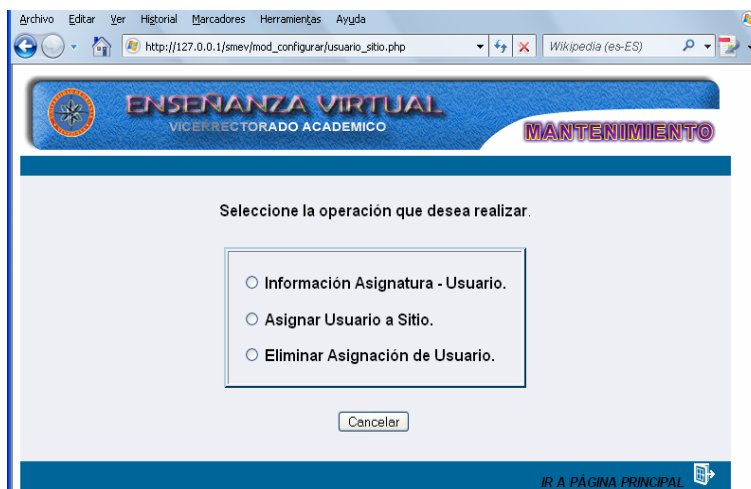 Archivo Editar Ver Historial Marcadores Herramientas Ayuda
http://127.0.0.1/smev/mod_configurar/usuario_sitio.php
Wikipedia (es-ES)
ENSEÑANZA VIRTUAL
VICERRECTORADO ACADEMICO
MANTENIMIENTO
Seleccione la operación que desea realizar.
Información Asignatura - Usuario.
Asignar Usuario a Sitio.
Eliminar Asignación de Usuario.
Cancelar
IR A PÁGINA PRINCIPAL